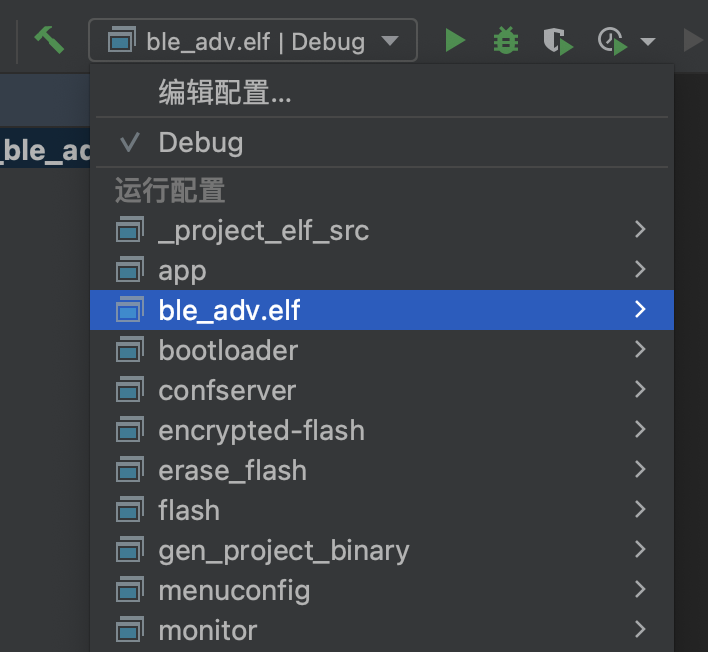 ble_adv.elf | Debug
编辑配置...
Debug
_ble_ad
运行配置
_project_elf_src
app
ble_adv.elf
bootloader
confserver
encrypted-flash
erase_flash
flash
gen_project_binary
menuconfig
monitor